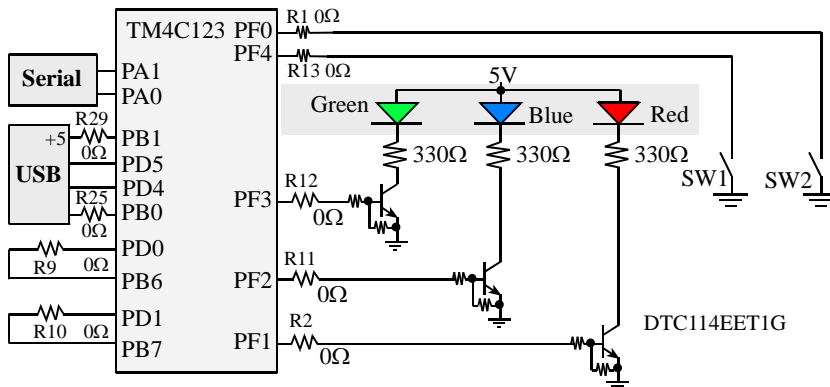 TM4C123
Serial
PA1
PA0
USB
+5
R29
0Ω
PB1
PD5
PD4
R25
0Ω
PB0
R9
0Ω
PD0
PB6
R10
0Ω
PD1
PB7
PF0
R1 0Ω
PF4
R13 0Ω
5V
Green
Blue
Red
330Ω
330Ω
330Ω
SW1
SW2
PF3
R12
0Ω
PF2
R11
0Ω
PF1
R2
0Ω
DTC114EET1G